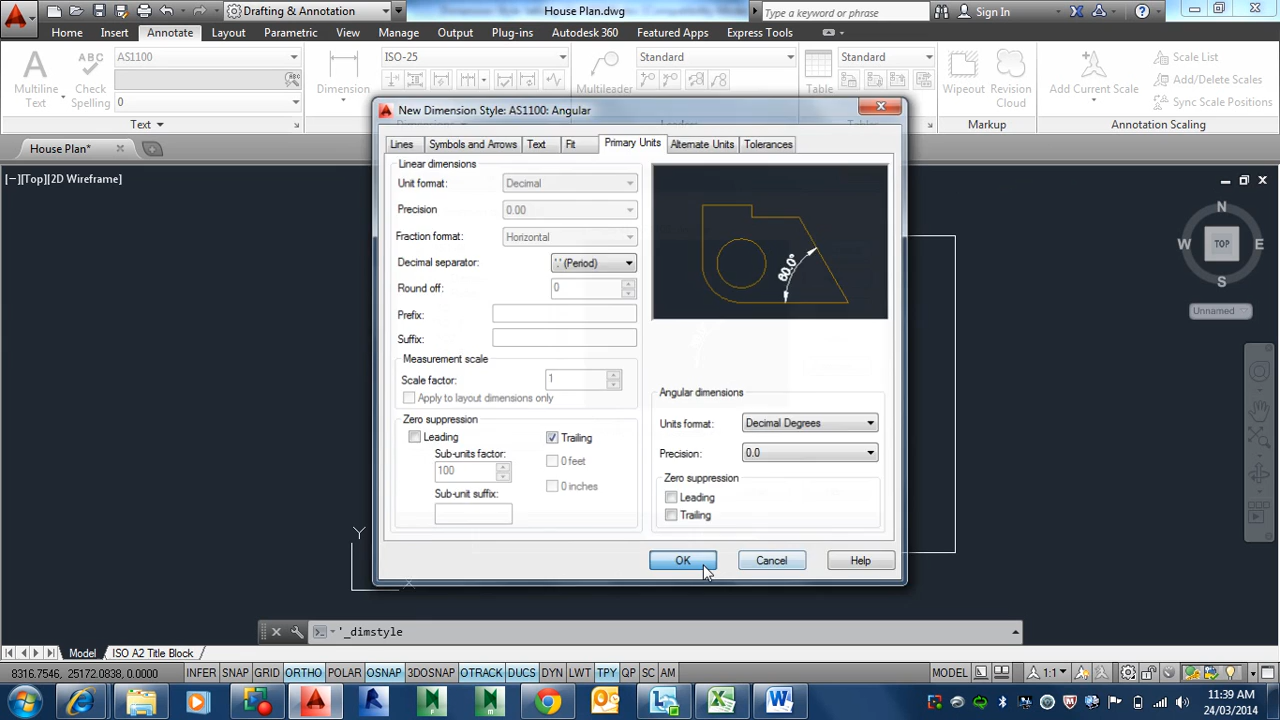 Drafting & Annotation
House Plan.dwg
Type a keyword or phrase
Sign In
Home Insert Annotate Layout Parametric View Manage Output Plug-ins Autodesk 360 Featured Apps Express Tools
Multiline Text
ABC
Check Spelling
AS1100
0
Text
Dimension
ISO-25
Multileader
Standard
Table
Standard
Wipeout
Revision Cloud
Markup
Add Current Scale
Scale List
Add/Delete Scales
Sync Scale Positions
Annotation Scaling
House Plan*
[−][Top][2D Wireframe]
New Dimension Style: AS1100: Angular
Lines Symbols and Arrows Text Fit Primary Units Alternate Units Tolerances
Linear dimensions
Unit format: Decimal
Precision 0.00
Fraction format: Horizontal
Decimal separator: '.' (Period)
Round off: 0
Prefix:
Suffix:
Measurement scale
Scale factor: 1
Apply to layout dimensions only
Zero suppression
Leading
Sub-units factor:
100
Sub-unit suffix:
Trailing
0 feet
0 inches
60.0°
Angular dimensions
Units format: Decimal Degrees
Precision: 0.0
Zero suppression
Leading
Trailing
OK Cancel Help
N
W TOP E
S
Unnamed
Y
X
'_dimstyle
Model ISO A2 Title Block
8316.7546, 25172.0838, 0.0000 INFER SNAP GRID ORTHO POLAR OSNAP 3DOSNAP OTRACK DUCS DYN LWT TPY QP SC AM MODEL 1:1
11:39 AM
24/03/2014